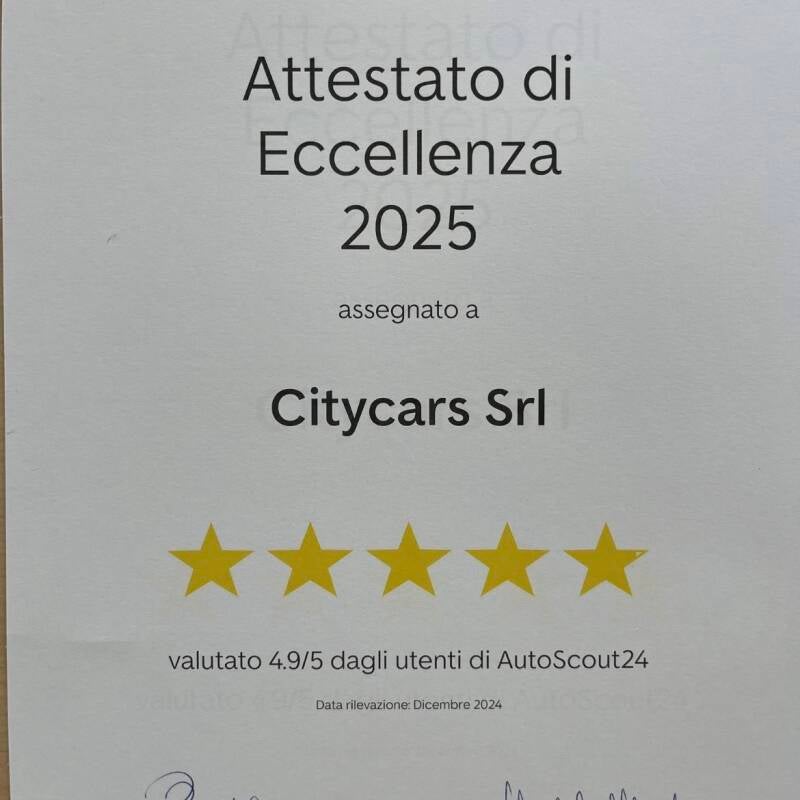 Attestato di
Eccellenza
2025
assegnato a
Citycars Srl
valutato 4.9/5 dagli utenti di AutoScout24
Data rilevazione: Dicembre 2024